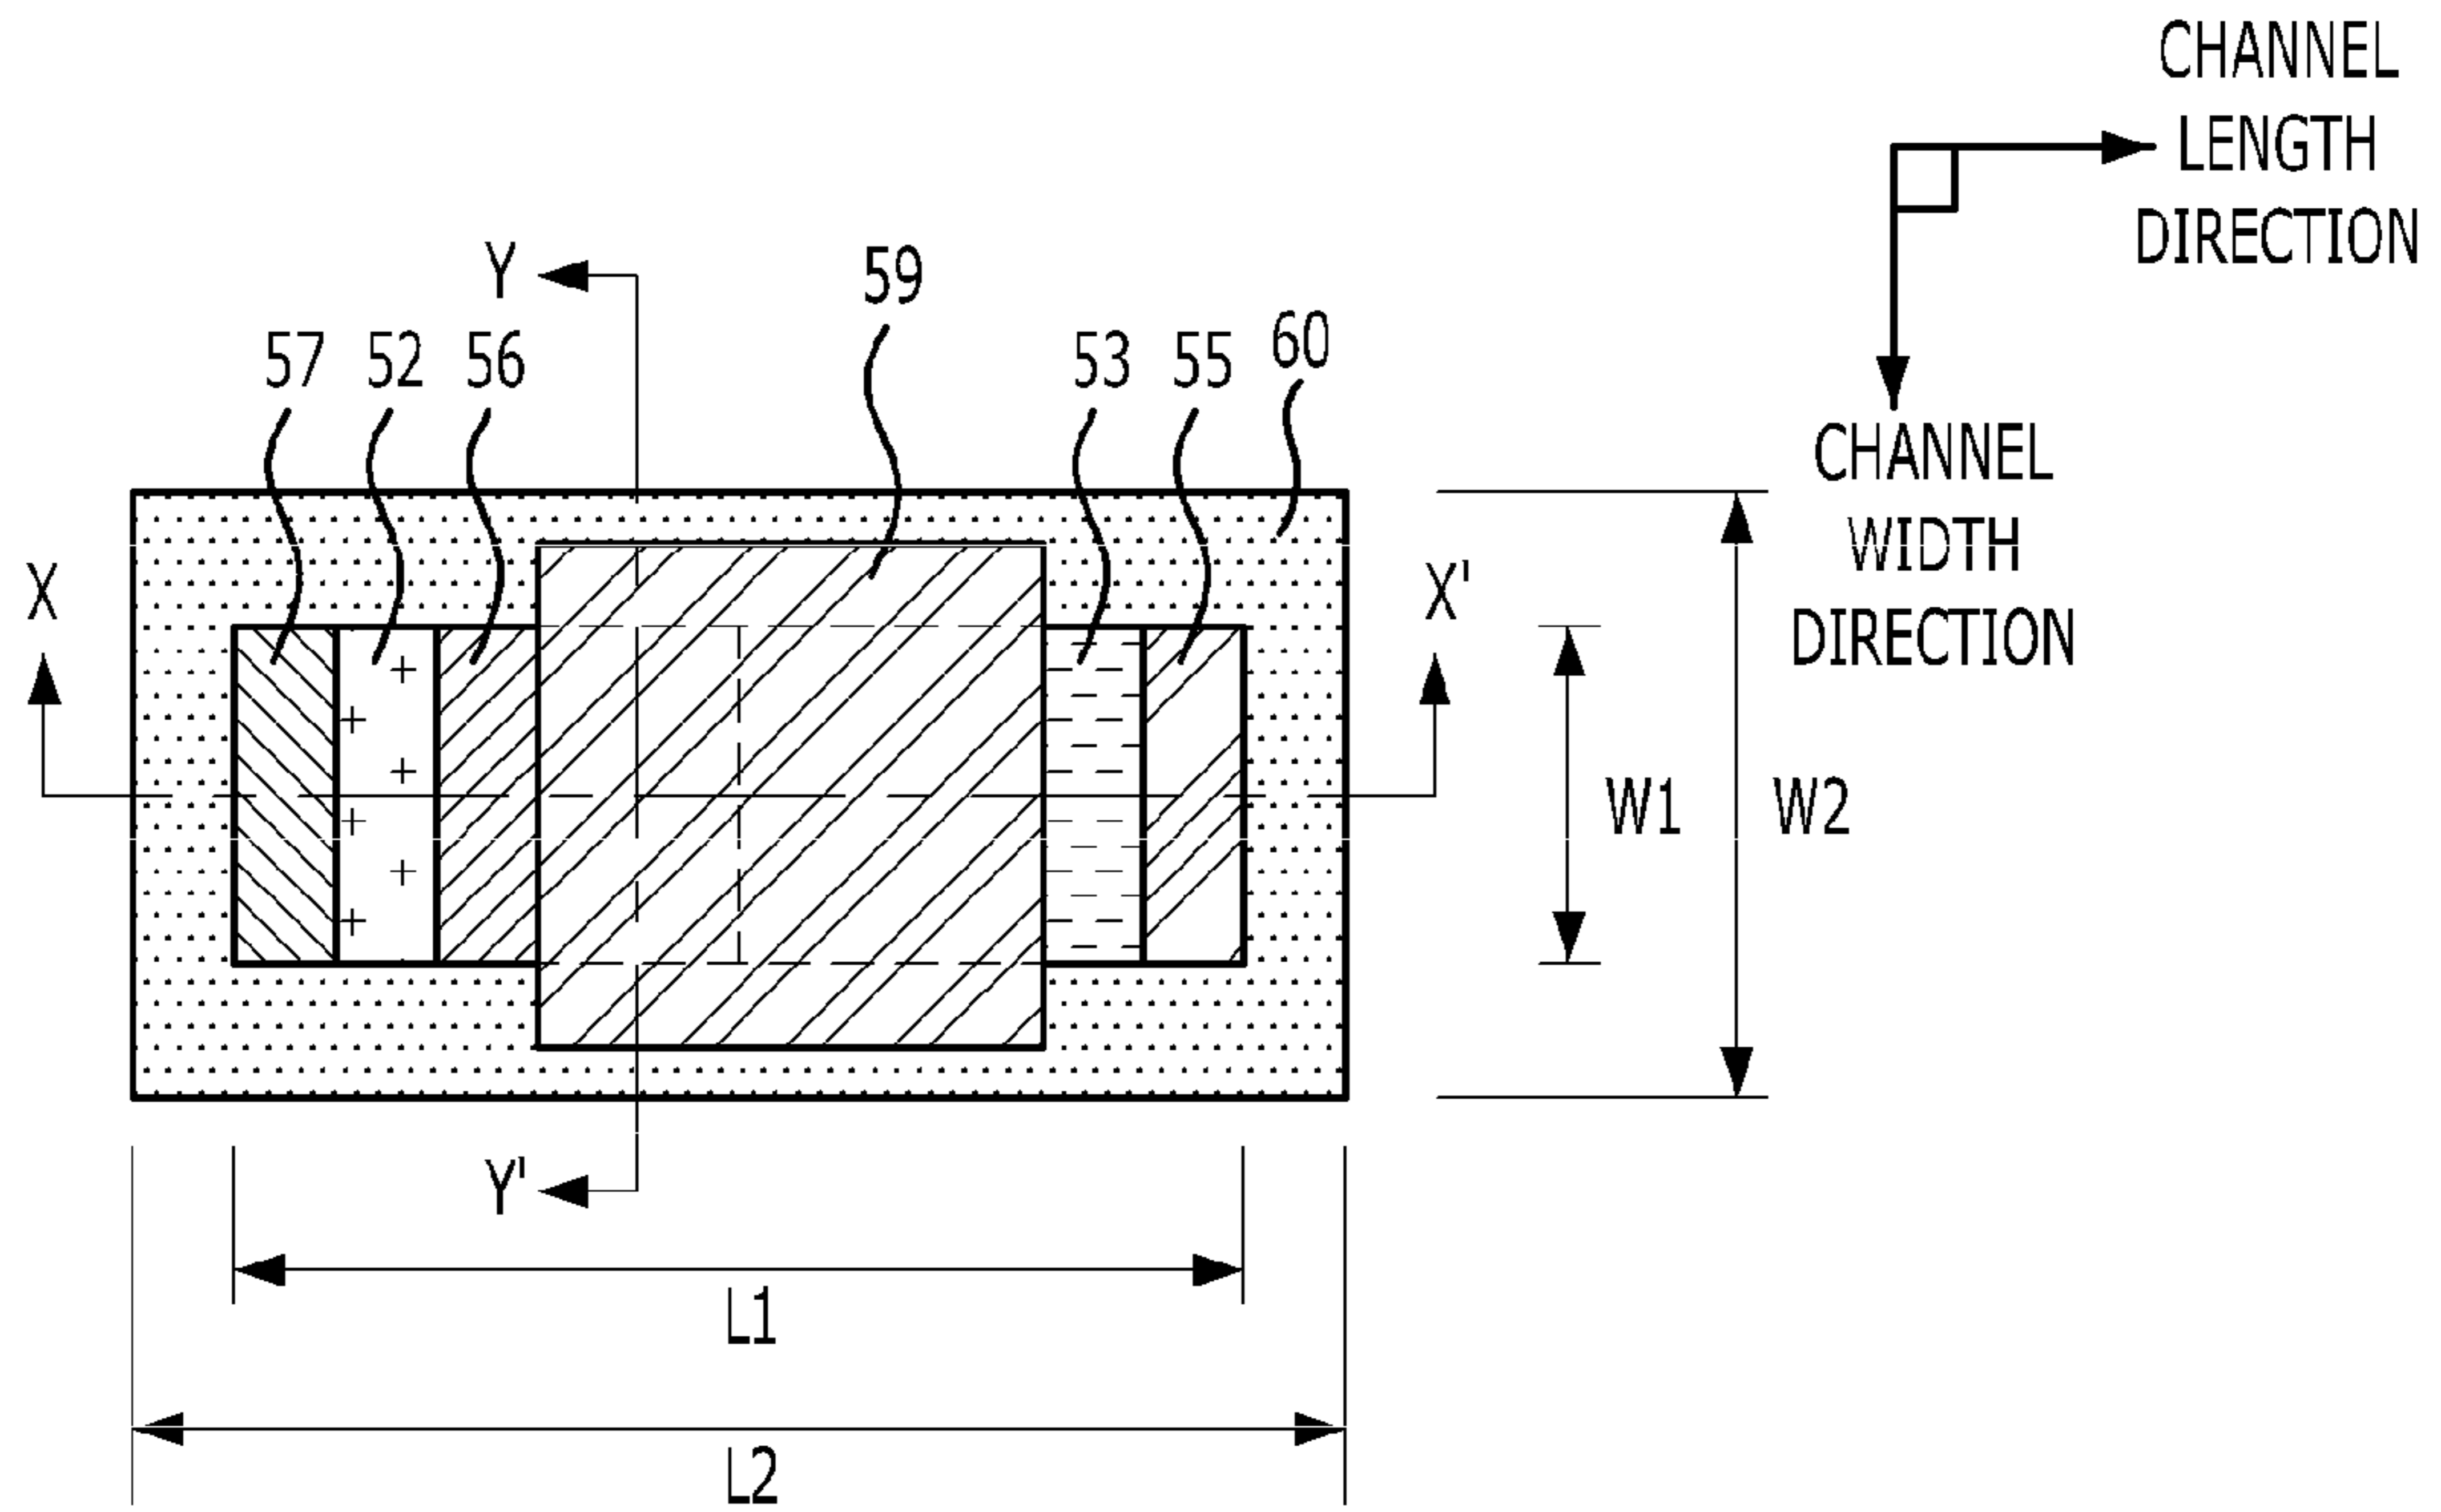 CHANNEL
LENGTH
DIRECTION
Y
59
57 52 56 53 55 60
CHANNEL
WIDTH
DIRECTION
X X'
W1 W2
Y'
L1
L2